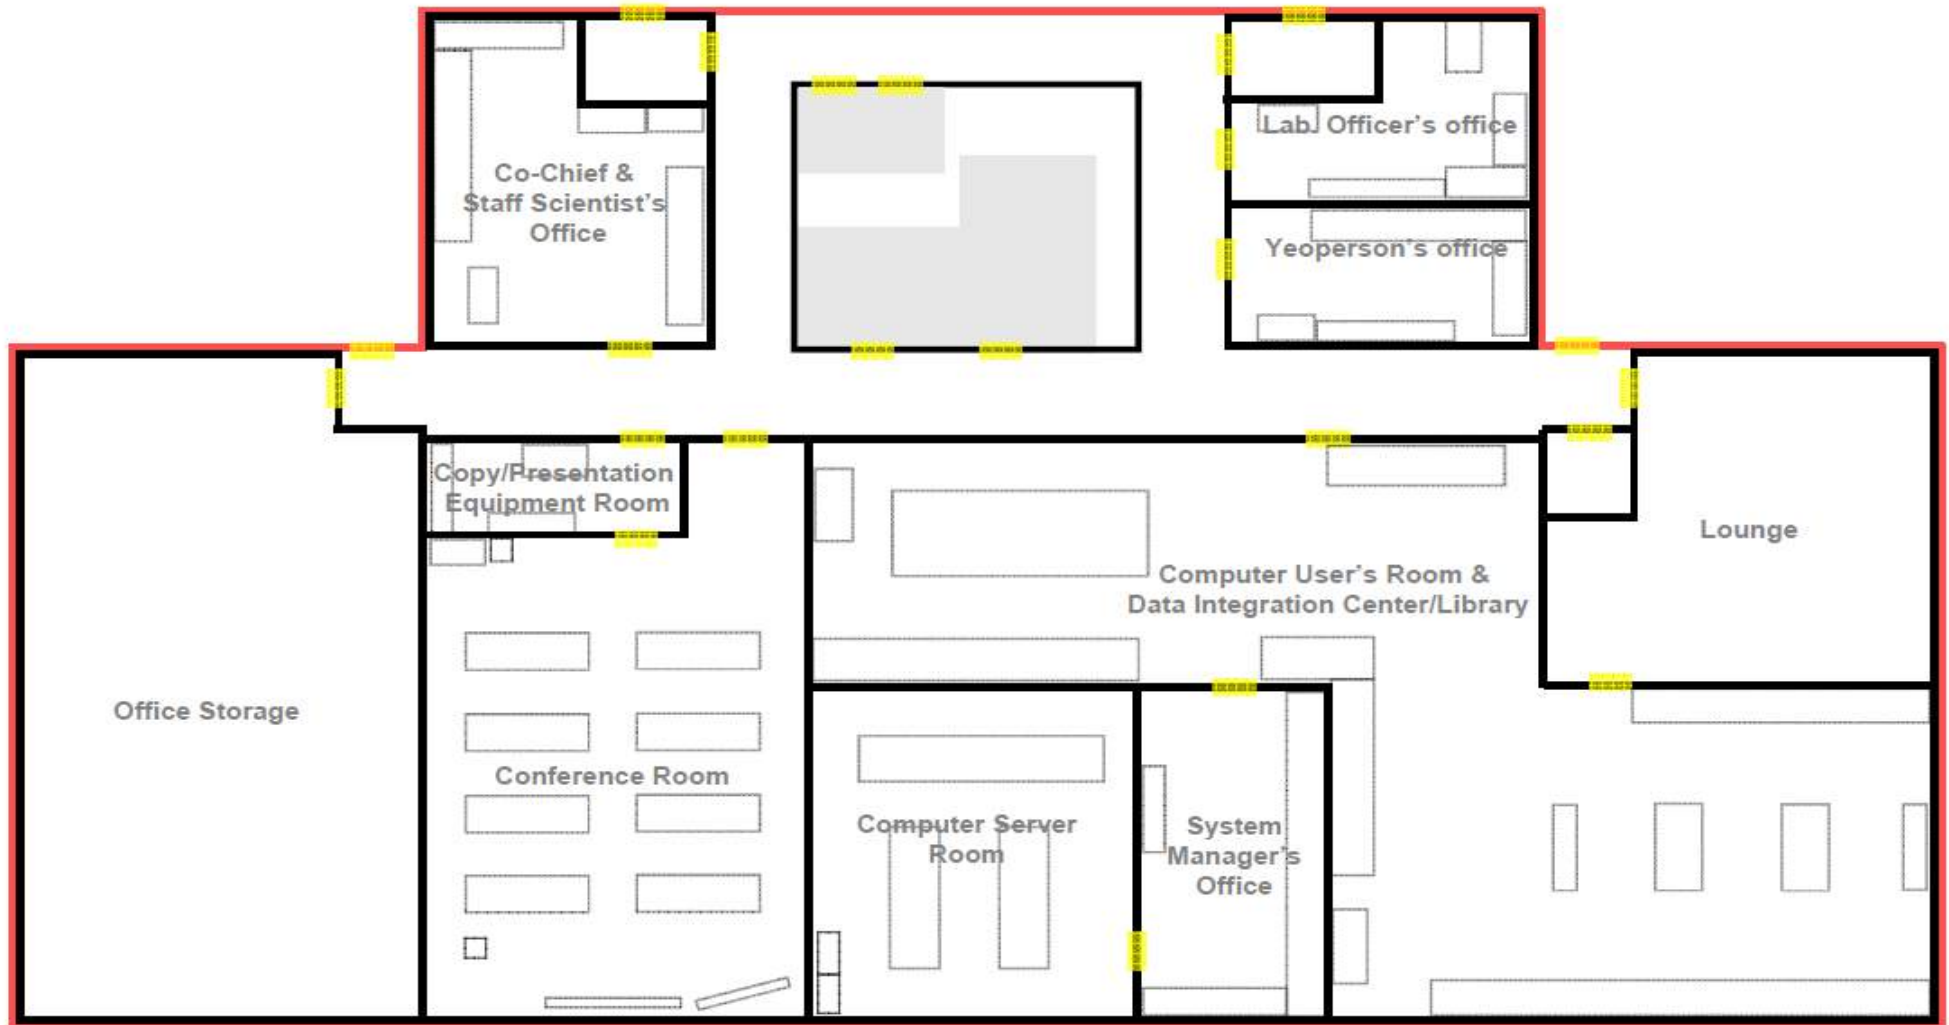 Co-Chief &
Staff Scientist's
Office
Lab. Officer's office
Yeoperson's office
Copy/Presentation
Equipment Room
Lounge
Computer User's Room &
Data Integration Center/Library
Office Storage
Conference Room
Computer Server
Room
System
Manager's
Office